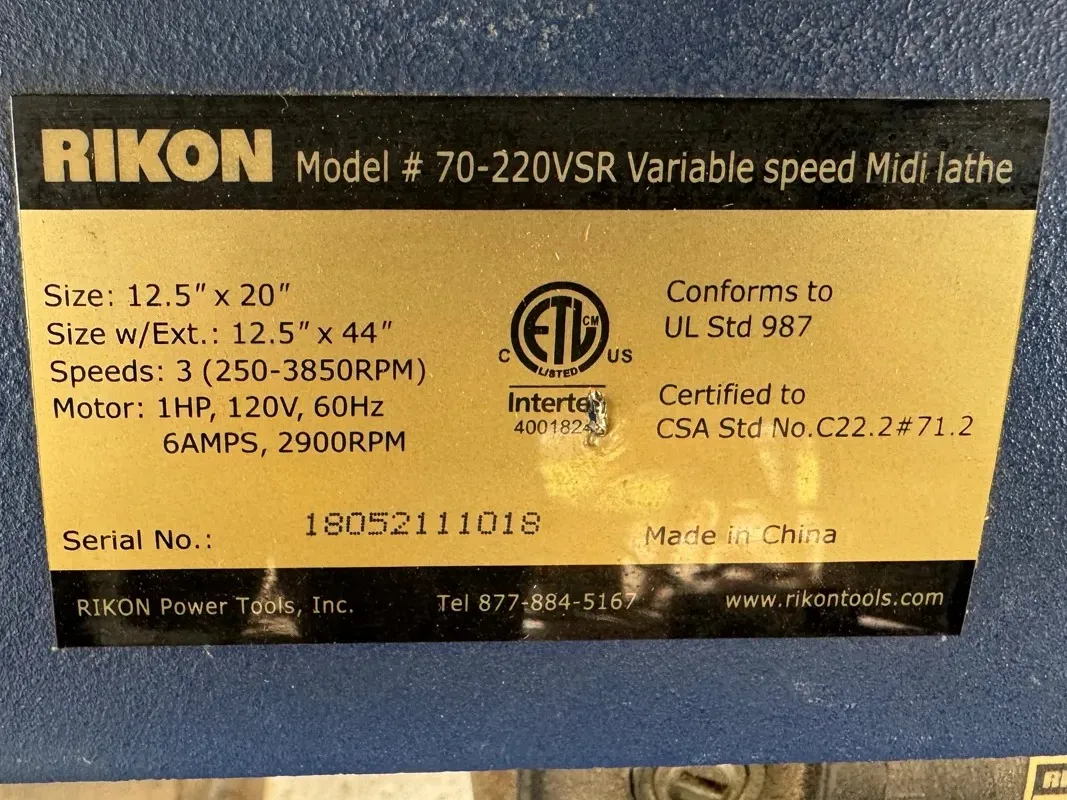 RIKON Model # 70-220VSR Variable speed Midi lathe
Size: 12.5" x 20"
Size w/Ext.: 12.5" x 44"
Speeds: 3 (250-3850RPM)
Motor: 1HP, 120V, 60Hz
6AMPS, 2900RPM
ETL CM
C US
LISTED
Intertek
Conforms to
UL Std 987
Certified to
CSA Std No.C22.2#71.2
Serial No.: 18052111018
Made in China
RIKON Power Tools, Inc. Tel 877-884-5167 www.rikontools.com